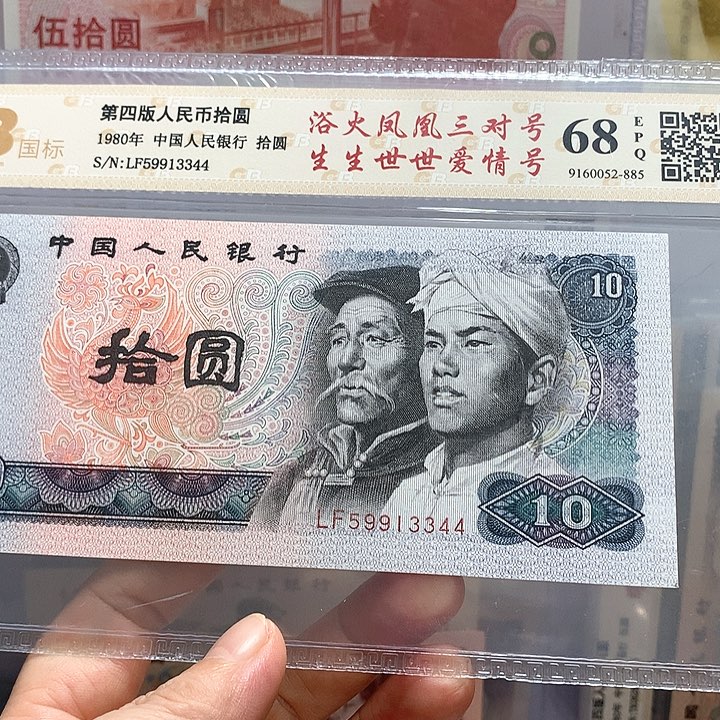 伍拾圆
国标
第四版人民币拾圆
1980年 中国人民银行 拾圆
S/N:LF59913344
浴火凤凰三对号
生生世世爱情号
68
EPQ
9160052-885
中国人民银行
10
拾圆
LF59913344
10